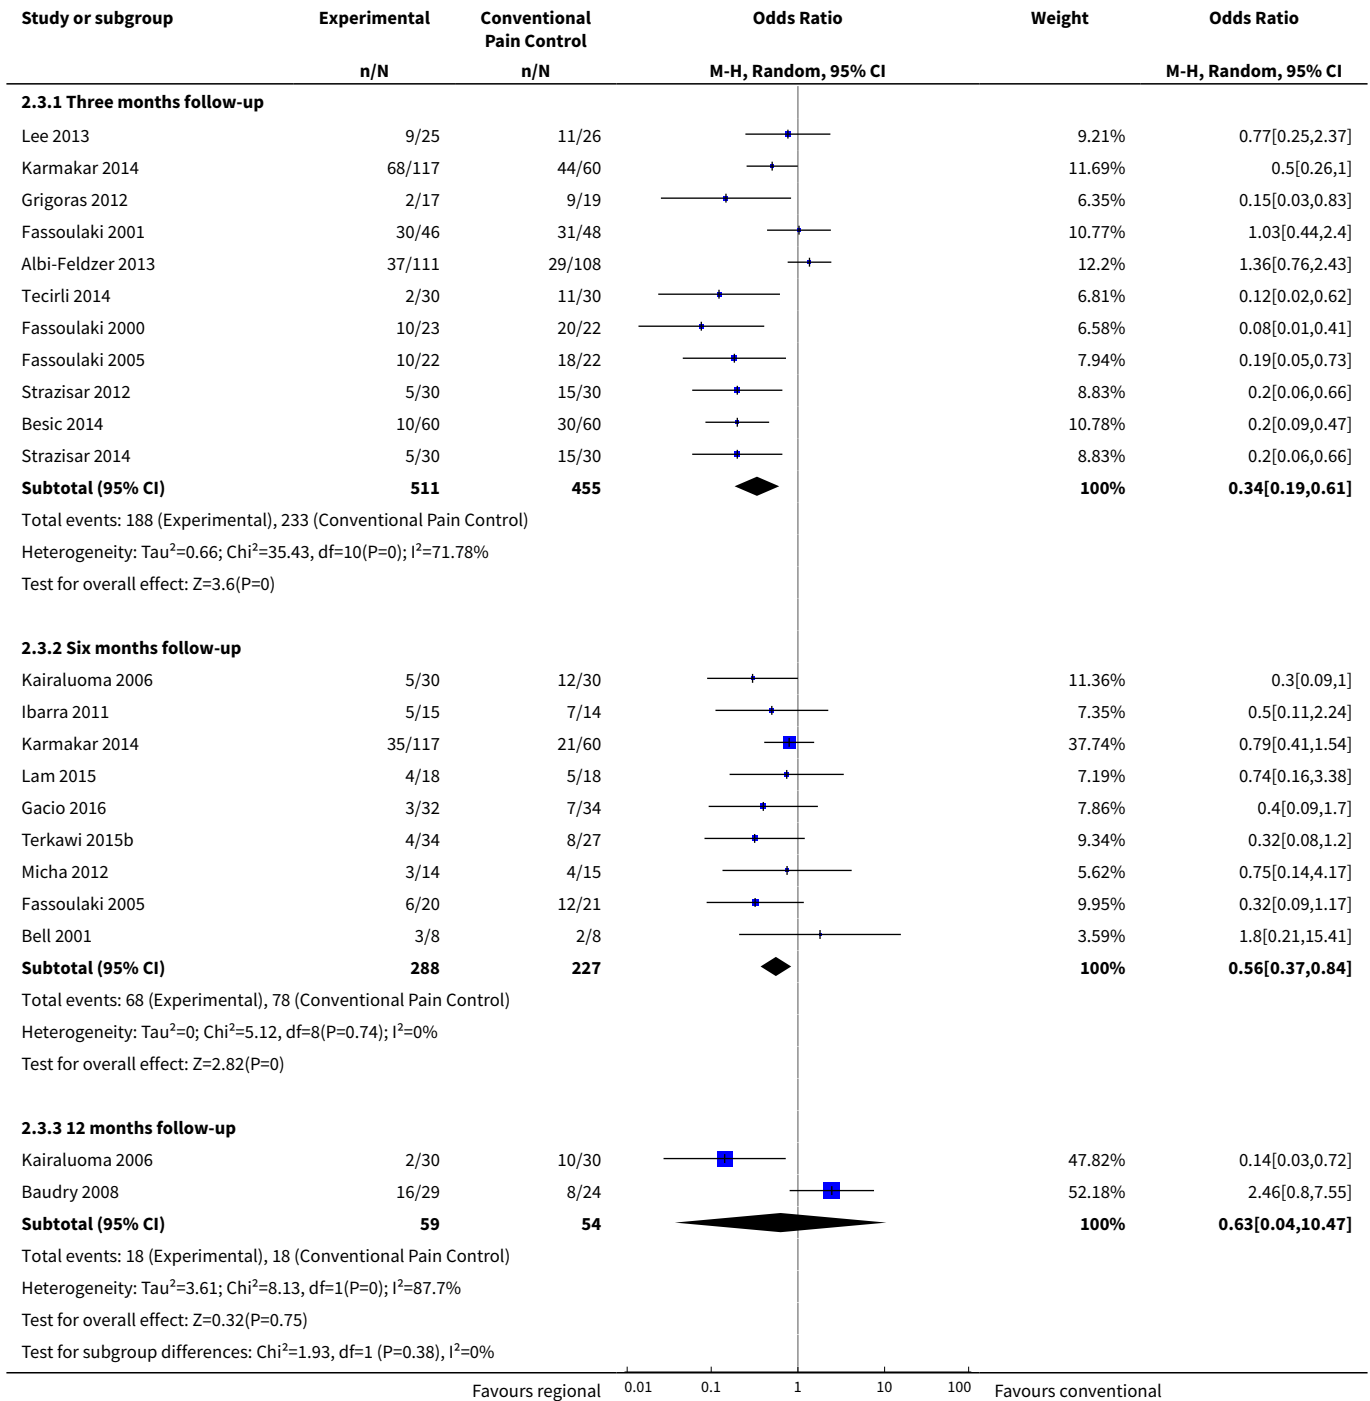 Study or subgroup Experimental Conventional Pain Control Odds Ratio Weight Odds Ratio
n/N n/N M-H, Random, 95% CI M-H, Random, 95% CI
2.3.1 Three months follow-up
Lee 2013 9/25 11/26 9.21% 0.77[0.25,2.37]
Karmakar 2014 68/117 44/60 11.69% 0.5[0.26,1]
Grigoras 2012 2/17 9/19 6.35% 0.15[0.03,0.83]
Fassoulaki 2001 30/46 31/48 10.77% 1.03[0.44,2.4]
Albi-Feldzer 2013 37/111 29/108 12.2% 1.36[0.76,2.43]
Tecirli 2014 2/30 11/30 6.81% 0.12[0.02,0.62]
Fassoulaki 2000 10/23 20/22 6.58% 0.08[0.01,0.41]
Fassoulaki 2005 10/22 18/22 7.94% 0.19[0.05,0.73]
Strazisar 2012 5/30 15/30 8.83% 0.2[0.06,0.66]
Besic 2014 10/60 30/60 10.78% 0.2[0.09,0.47]
Strazisar 2014 5/30 15/30 8.83% 0.2[0.06,0.66]
Subtotal (95% CI) 511 455 100% 0.34[0.19,0.61]
Total events: 188 (Experimental), 233 (Conventional Pain Control)
Heterogeneity: Tau²=0.66; Chi²=35.43, df=10(P=0); I²=71.78%
Test for overall effect: Z=3.6(P=0)
2.3.2 Six months follow-up
Kairaluoma 2006 5/30 12/30 11.36% 0.3[0.09,1]
Ibarra 2011 5/15 7/14 7.35% 0.5[0.11,2.24]
Karmakar 2014 35/117 21/60 37.74% 0.79[0.41,1.54]
Lam 2015 4/18 5/18 7.19% 0.74[0.16,3.38]
Gacio 2016 3/32 7/34 7.86% 0.4[0.09,1.7]
Terkawi 2015b 4/34 8/27 9.34% 0.32[0.08,1.2]
Micha 2012 3/14 4/15 5.62% 0.75[0.14,4.17]
Fassoulaki 2005 6/20 12/21 9.95% 0.32[0.09,1.17]
Bell 2001 3/8 2/8 3.59% 1.8[0.21,15.41]
Subtotal (95% CI) 288 227 100% 0.56[0.37,0.84]
Total events: 68 (Experimental), 78 (Conventional Pain Control)
Heterogeneity: Tau²=0; Chi²=5.12, df=8(P=0.74); I²=0%
Test for overall effect: Z=2.82(P=0)
2.3.3 12 months follow-up
Kairaluoma 2006 2/30 10/30 47.82% 0.14[0.03,0.72]
Baudry 2008 16/29 8/24 52.18% 2.46[0.8,7.55]
Subtotal (95% CI) 59 54 100% 0.63[0.04,10.47]
Total events: 18 (Experimental), 18 (Conventional Pain Control)
Heterogeneity: Tau²=3.61; Chi²=8.13, df=1(P=0); I²=87.7%
Test for overall effect: Z=0.32(P=0.75)
Test for subgroup differences: Chi²=1.93, df=1 (P=0.38), I²=0%
Favours regional 0.01 0.1 1 10 100 Favours conventional